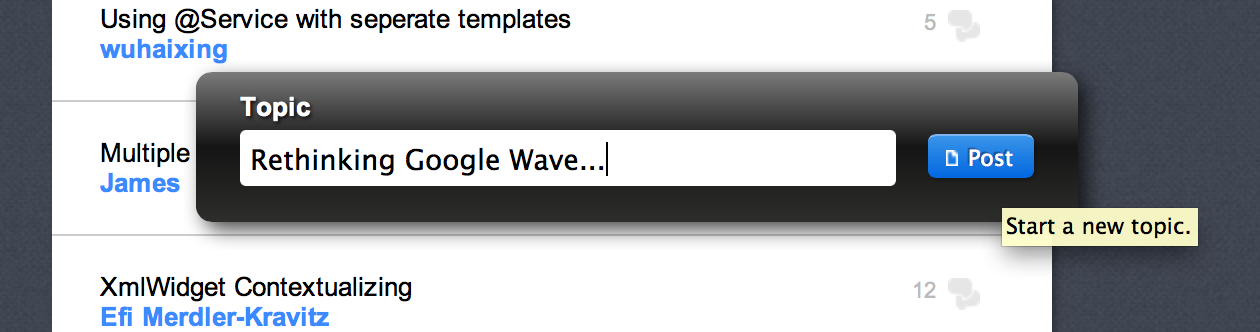 Using @Service with seperate templates
5
wuhaixing
Topic
Rethinking Google Wave...
Post
Multiple
James
Start a new topic.
XmlWidget Contextualizing
12
Efi Merdler-Kravitz